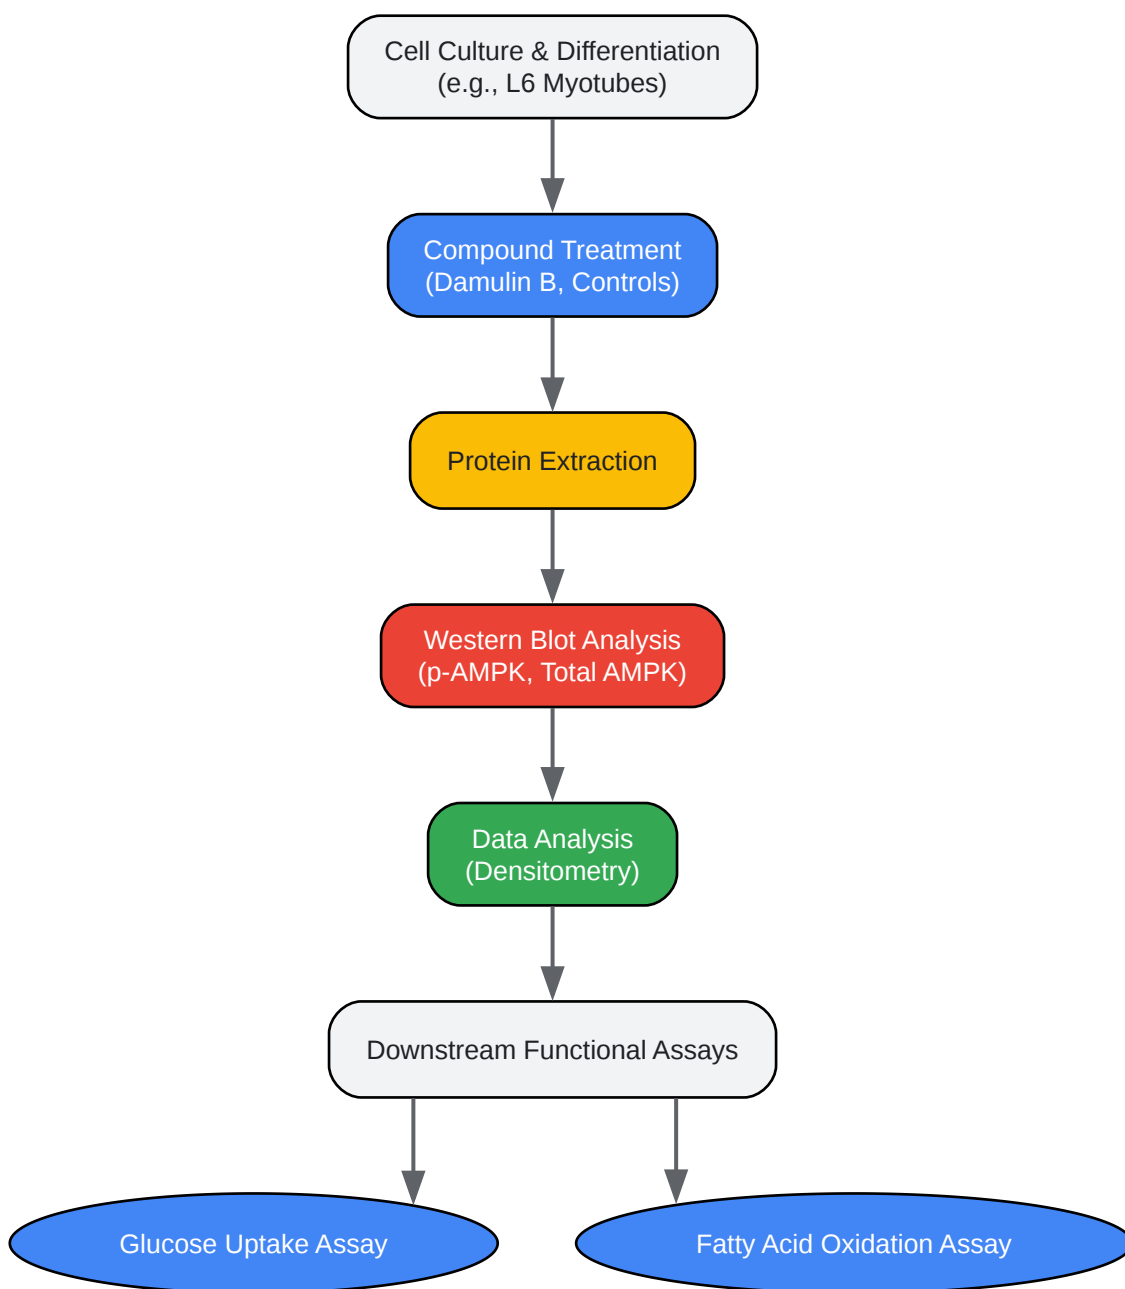 Cell Culture & Differentiation
(e.g., L6 Myotubes)
Compound Treatment
(Damulin B, Controls)
Protein Extraction
Western Blot Analysis
(p-AMPK, Total AMPK)
Data Analysis
(Densitometry)
Downstream Functional Assays
Glucose Uptake Assay
Fatty Acid Oxidation Assay